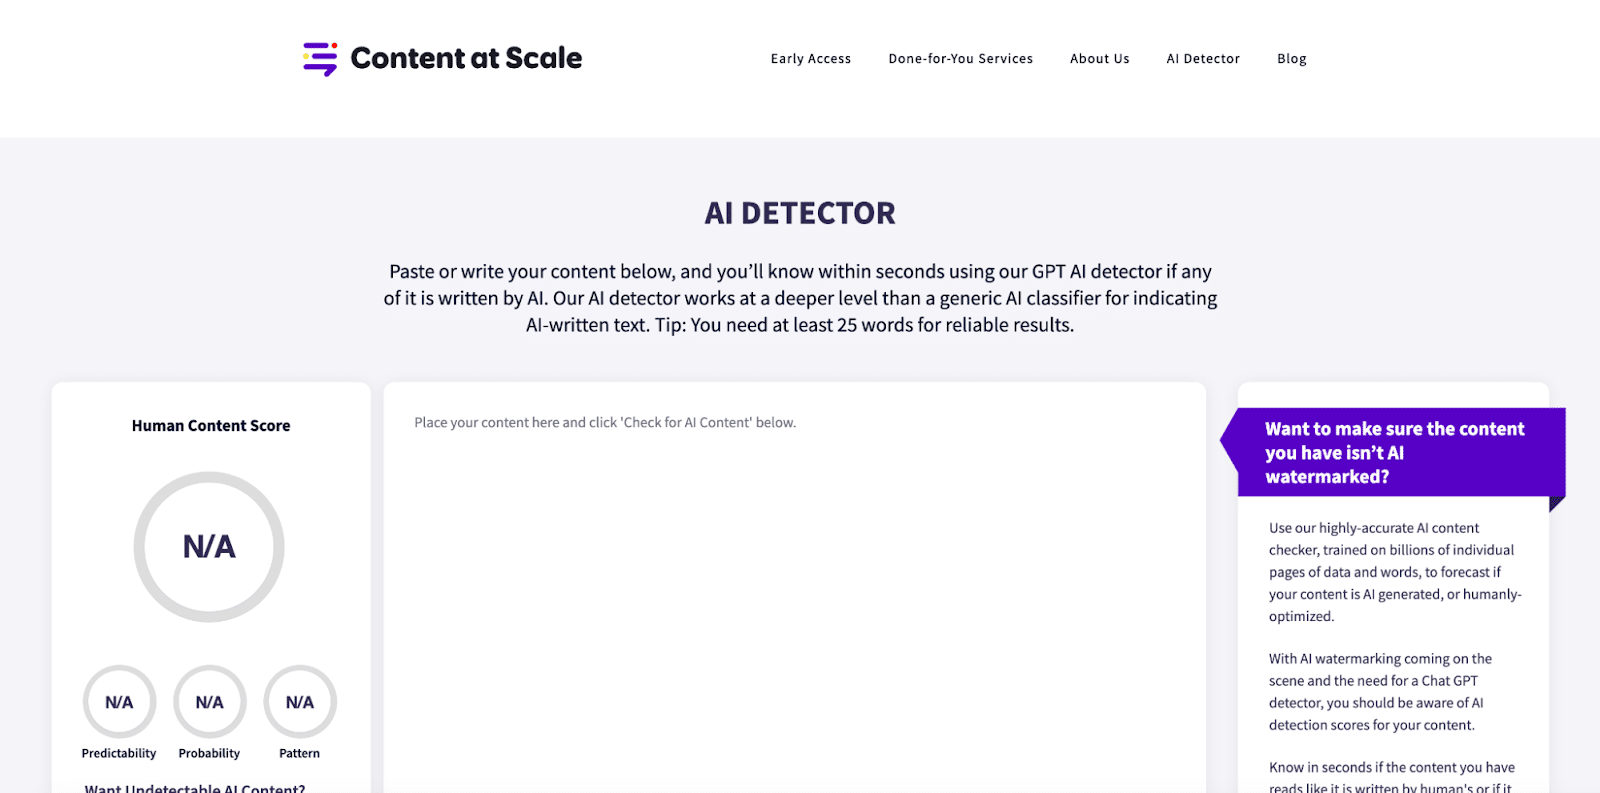 Content at Scale
Early Access Done-for-You Services About Us AI Detector Blog
AI DETECTOR
Paste or write your content below, and you’ll know within seconds using our GPT AI detector if any
of it is written by AI. Our AI detector works at a deeper level than a generic AI classifier for indicating
AI-written text. Tip: You need at least 25 words for reliable results.
Human Content Score
N/A
N/A N/A N/A
Predictability Probability Pattern
Want Undetectable AI Content?
Place your content here and click 'Check for AI Content' below.
Want to make sure the content
you have isn’t AI
watermarked?
Use our highly-accurate AI content
checker, trained on billions of individual
pages of data and words, to forecast if
your content is AI generated, or humanly-
optimized.
With AI watermarking coming on the
scene and the need for a Chat GPT
detector, you should be aware of AI
detection scores for your content.
Know in seconds if the content you have
reads like it is written by human's or if it